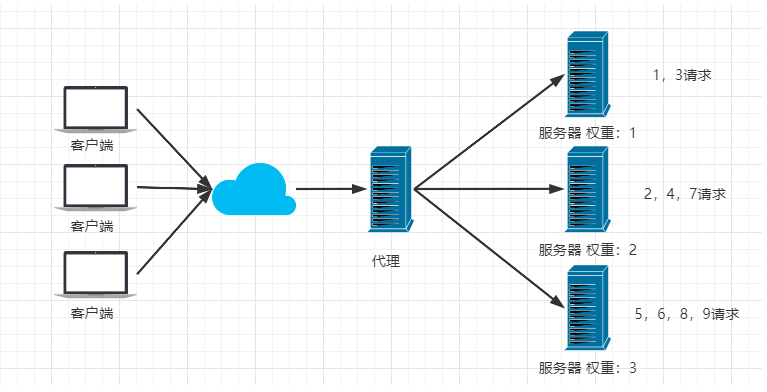 客户端
客户端
客户端
代理
服务器 权重：1
1，3请求
服务器 权重：2
2，4，7请求
服务器 权重：3
5，6，8，9请求